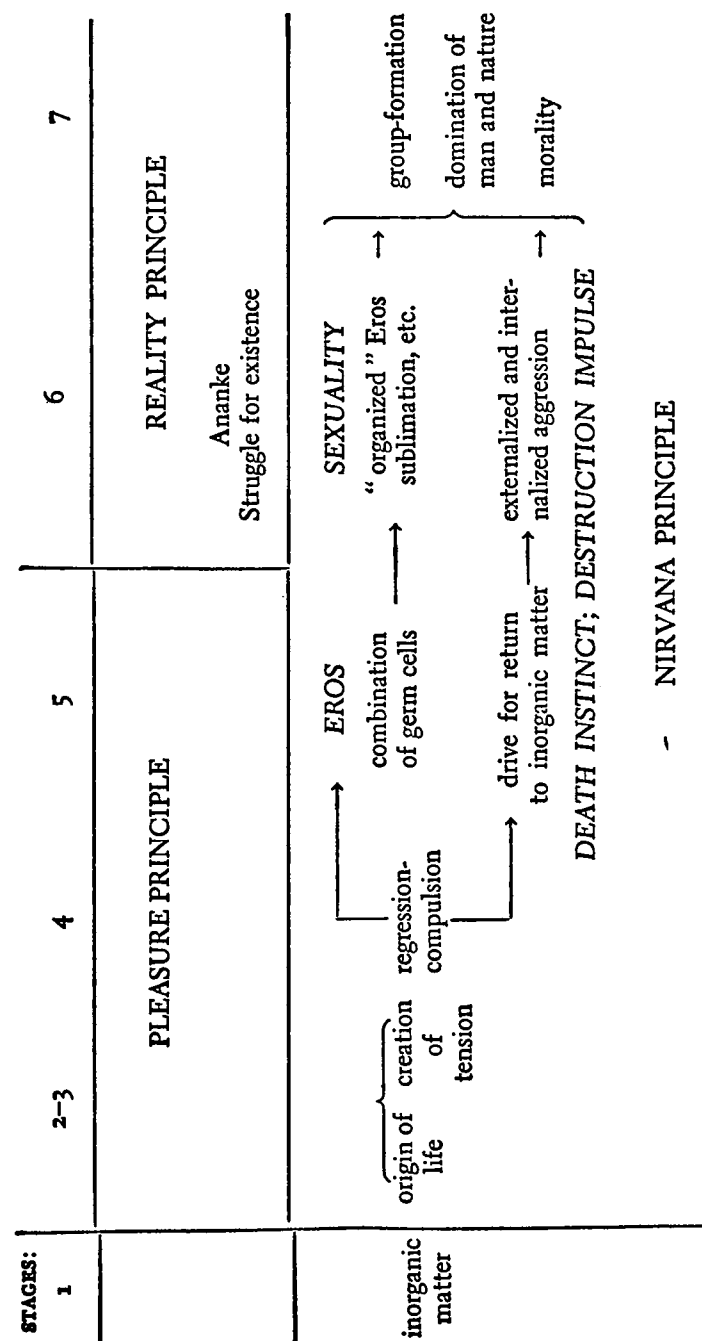 STAGES:
1 2–3 4 5 6 7
PLEASURE PRINCIPLE REALITY PRINCIPLE
Ananke
Struggle for existence
inorganic
matter
origin of
life
creation
of
tension
regression-
compulsion
EROS
combination
of germ cells
SEXUALITY
“organized” Eros
sublimation, etc.
drive for return
to inorganic matter
externalized and inter-
nalized aggression
DEATH INSTINCT; DESTRUCTION IMPULSE
group-formation
domination of
man and nature
morality
NIRVANA PRINCIPLE